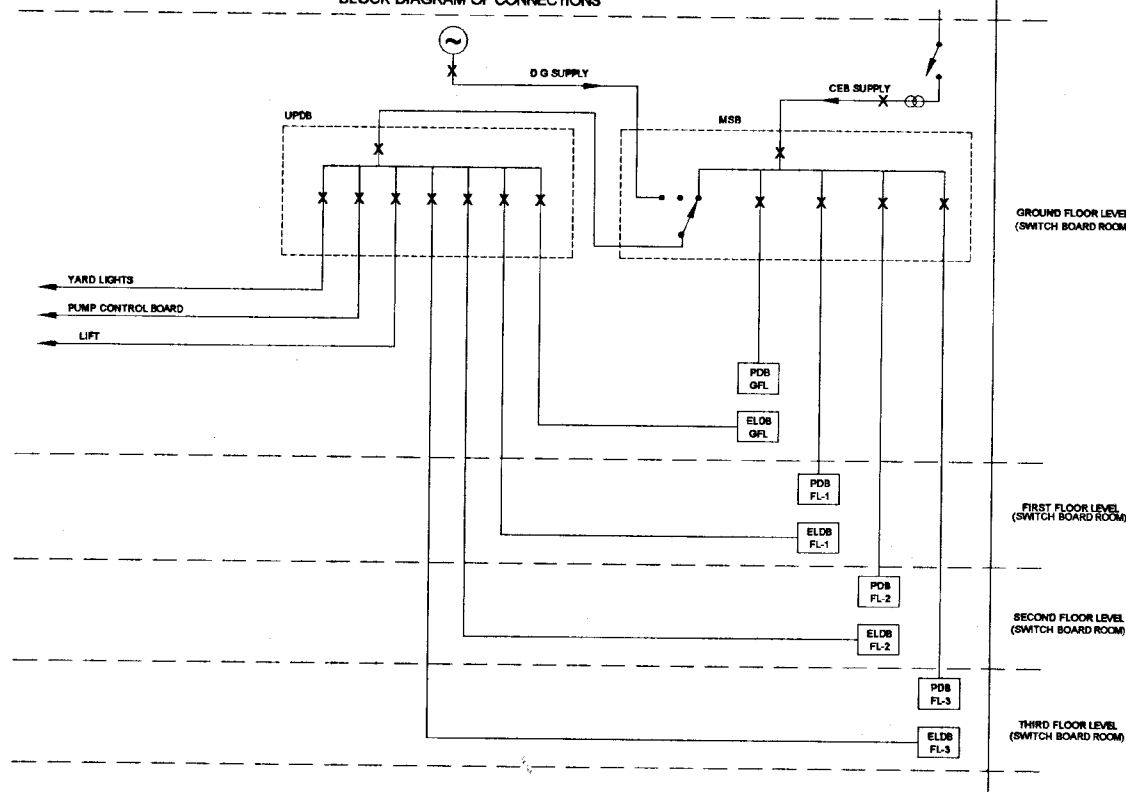 BLOCK DIAGRAM OF CONNECTIONS
~
D G SUPPLY
CEB SUPPLY
UPDB
MSB
GROUND FLOOR LEVEL
(SWITCH BOARD ROOM
YARD LIGHTS
PUMP CONTROL BOARD
LIFT
PDB
GFL
ELDB
GFL
PDB
FL-1
FIRST FLOOR LEVEL
(SWITCH BOARD ROOM)
ELDB
FL-1
PDB
FL-2
SECOND FLOOR LEVEL
(SWITCH BOARD ROOM)
ELDB
FL-2
PDB
FL-3
THIRD FLOOR LEVEL
(SWITCH BOARD ROOM)
ELDB
FL-3